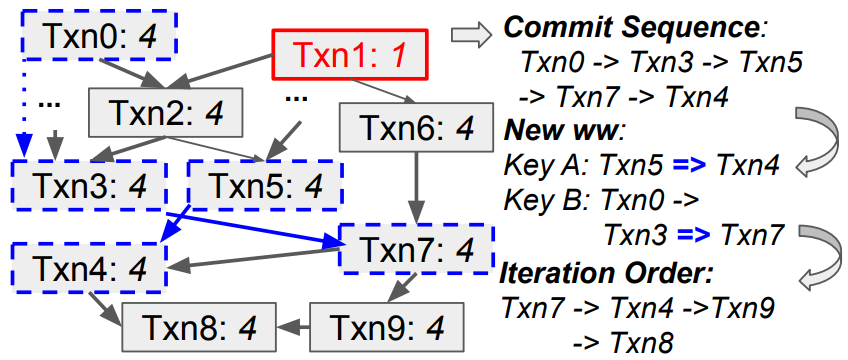 Txn0: 4
Txn1: 1
...
...
Txn2: 4
Txn6: 4
Txn3: 4
Txn5: 4
Txn7: 4
Txn4: 4
Txn8: 4
Txn9: 4
Commit Sequence:
Txn0 -> Txn3 -> Txn5
-> Txn7 -> Txn4
New ww:
Key A: Txn5 => Txn4
Key B: Txn0 ->
Txn3 => Txn7
Iteration Order:
Txn7 -> Txn4 ->Txn9
-> Txn8